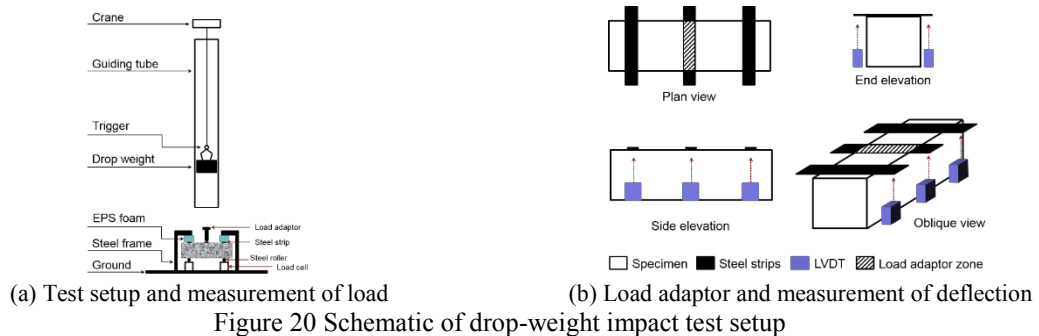 Crane
Guiding tube
Trigger
Drop weight
EPS foam
Steel frame
Ground
Load adaptor
Steel strip
Steel roller
Load cell
(a) Test setup and measurement of load
Plan view
End elevation
Side elevation
Oblique view
Specimen Steel strips LVDT Load adaptor zone
(b) Load adaptor and measurement of deflection
Figure 20 Schematic of drop-weight impact test setup